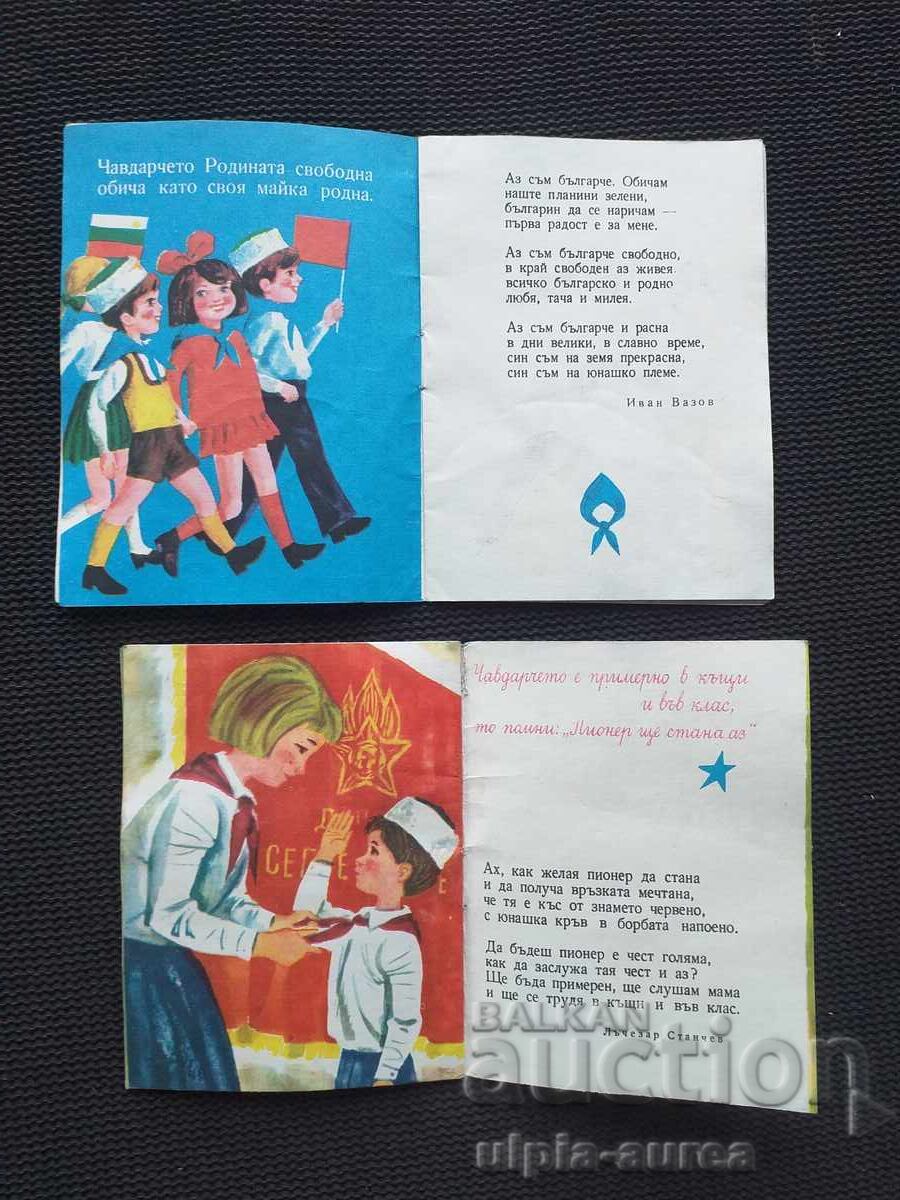 Чавдарчето Родината свободна
обича като своя майка родна.
Аз съм българче. Обичам
наште планини зелени,
българин да се наричам —
първа радост е за мене.
Аз съм българче свободно,
в край свободен аз живея
всичко българско и родно
любя, тача и милея.
Аз съм българче и расна
в дни велики, в славно време,
син съм на земя прекрасна,
син съм на юнашко племе.
Иван Вазов
Чавдарчето е примерно в къщи
и във клас,
то помни: „Пионер ще стана аз"
Ах, как желая пионер да стана
и да получа връзката мечтана,
че тя е къс от знамето червено,
с юнашка кръв в борбата напоено.
Да бъдеш пионер е чест голяма,
как да заслужа тая чест и аз?
Ще бъда примерен, ще слушам мама
и ще се трудя в къщи и във клас.
Лъчезар Станчев
BALKAN
auction
ulpia-aurea